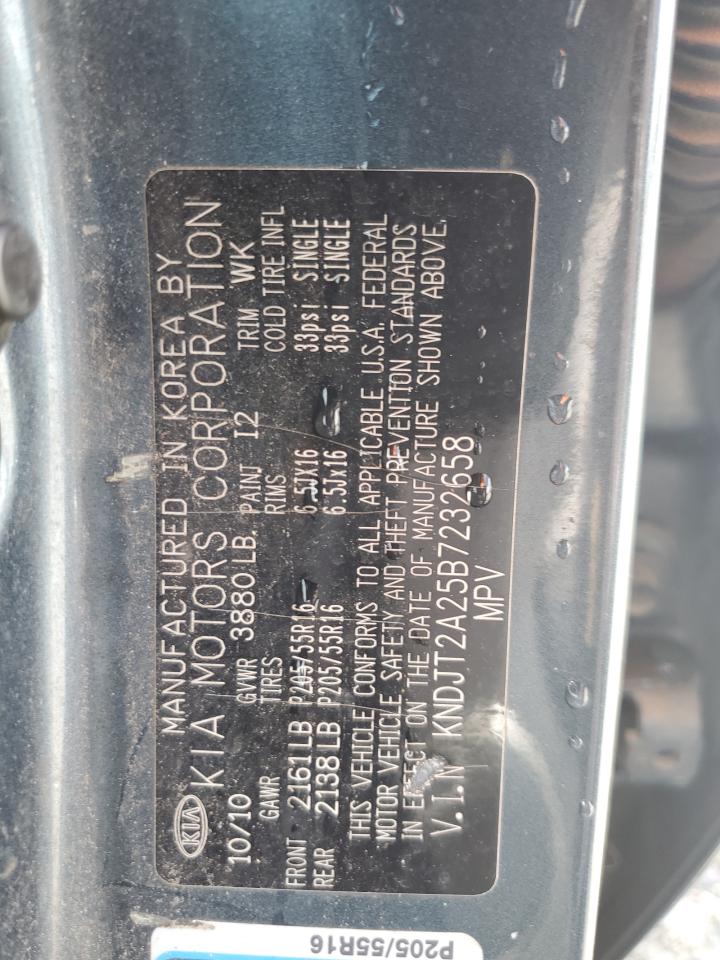 KIA
MANUFACTURED IN KOREA BY
KIA MOTORS CORPORATION
10/10 GVWR 3880 LB. PAINT I2 TRIM WK
GAWR TIRES RIMS COLD TIRE INFL
FRONT 2161LB P205/55R16 6.5JX16 33psi SINGLE
REAR 2138LB P205/55R16 6.5Jx16 33psi SINGLE
THIS VEHICLE CONFORMS TO ALL APPLICABLE U.S.A. FEDERAL
MOTOR VEHICLE SAFETY AND THEFT PREVENTION STANDARDS
IN EFFECT ON THE DATE OF MANUFACTURE SHOWN ABOVE.
V.I.N KNDJT2A25B7232658
MPV
P205/55R16